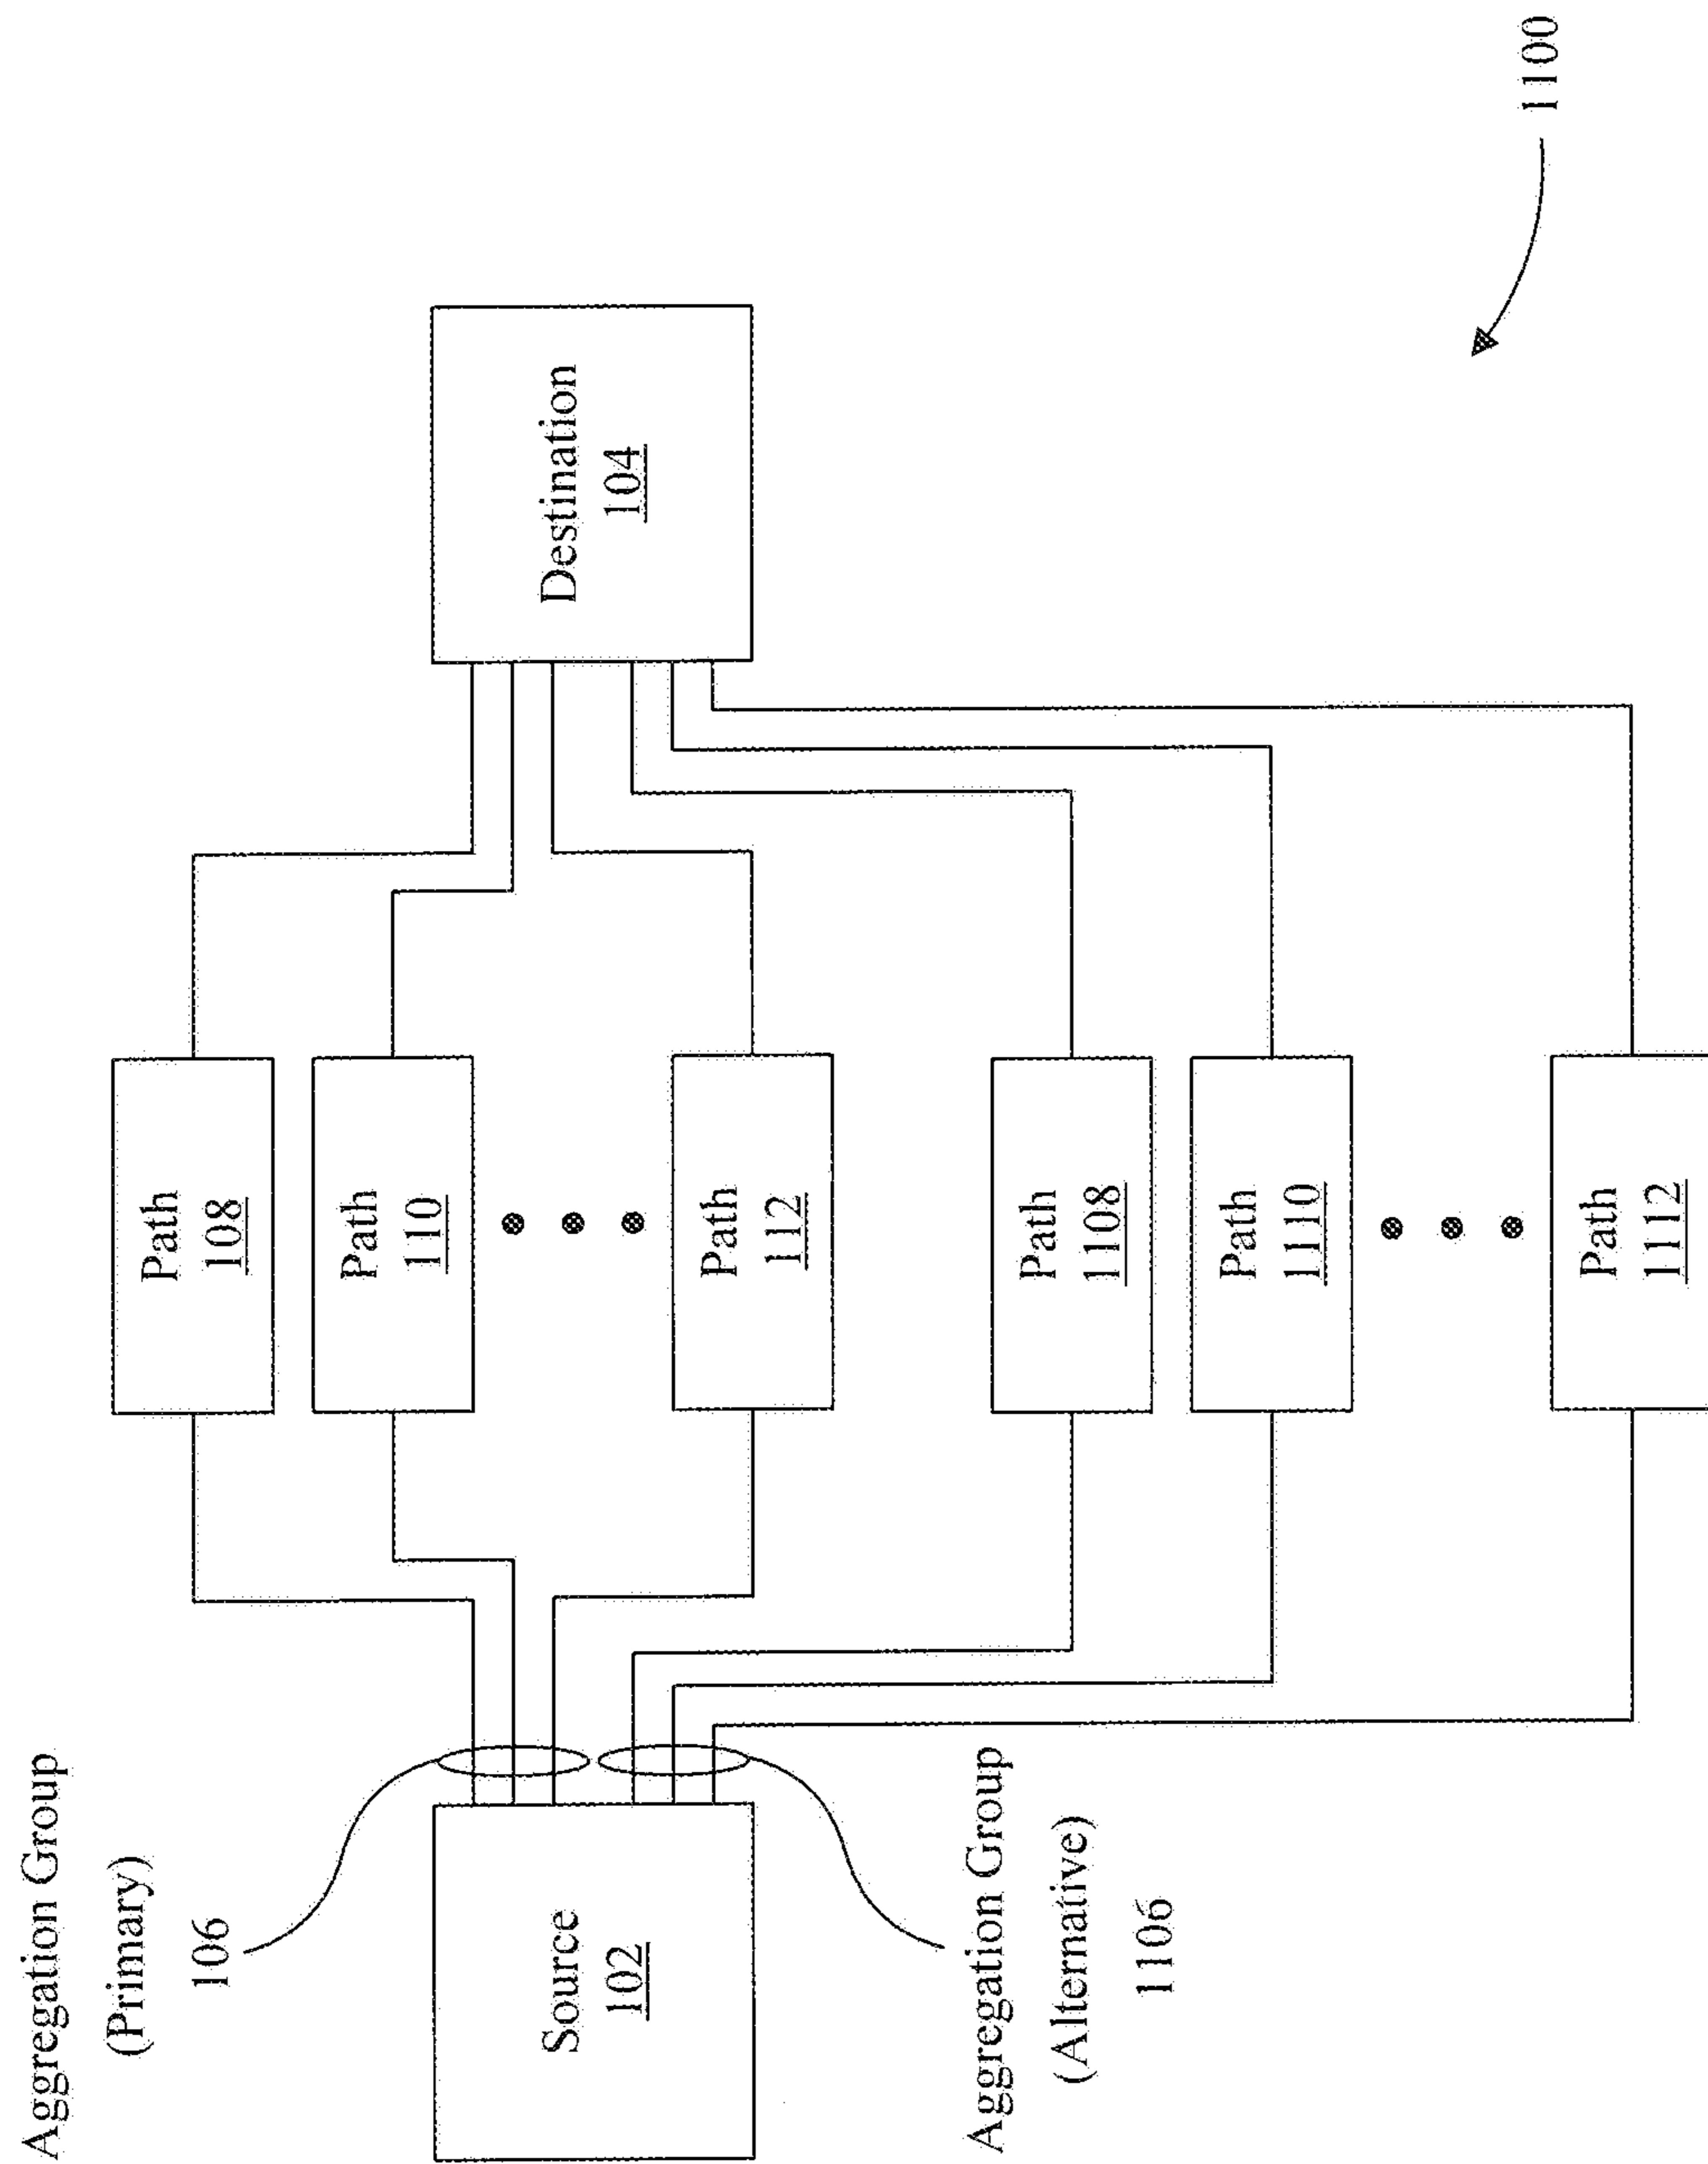 Aggregation Group
(Primary)
106
Source
102
Aggregation Group
(Alternative)
1106
Path
108
Path
110
Path
112
Path
1108
Path
1110
Path
1112
Destination
104
1100